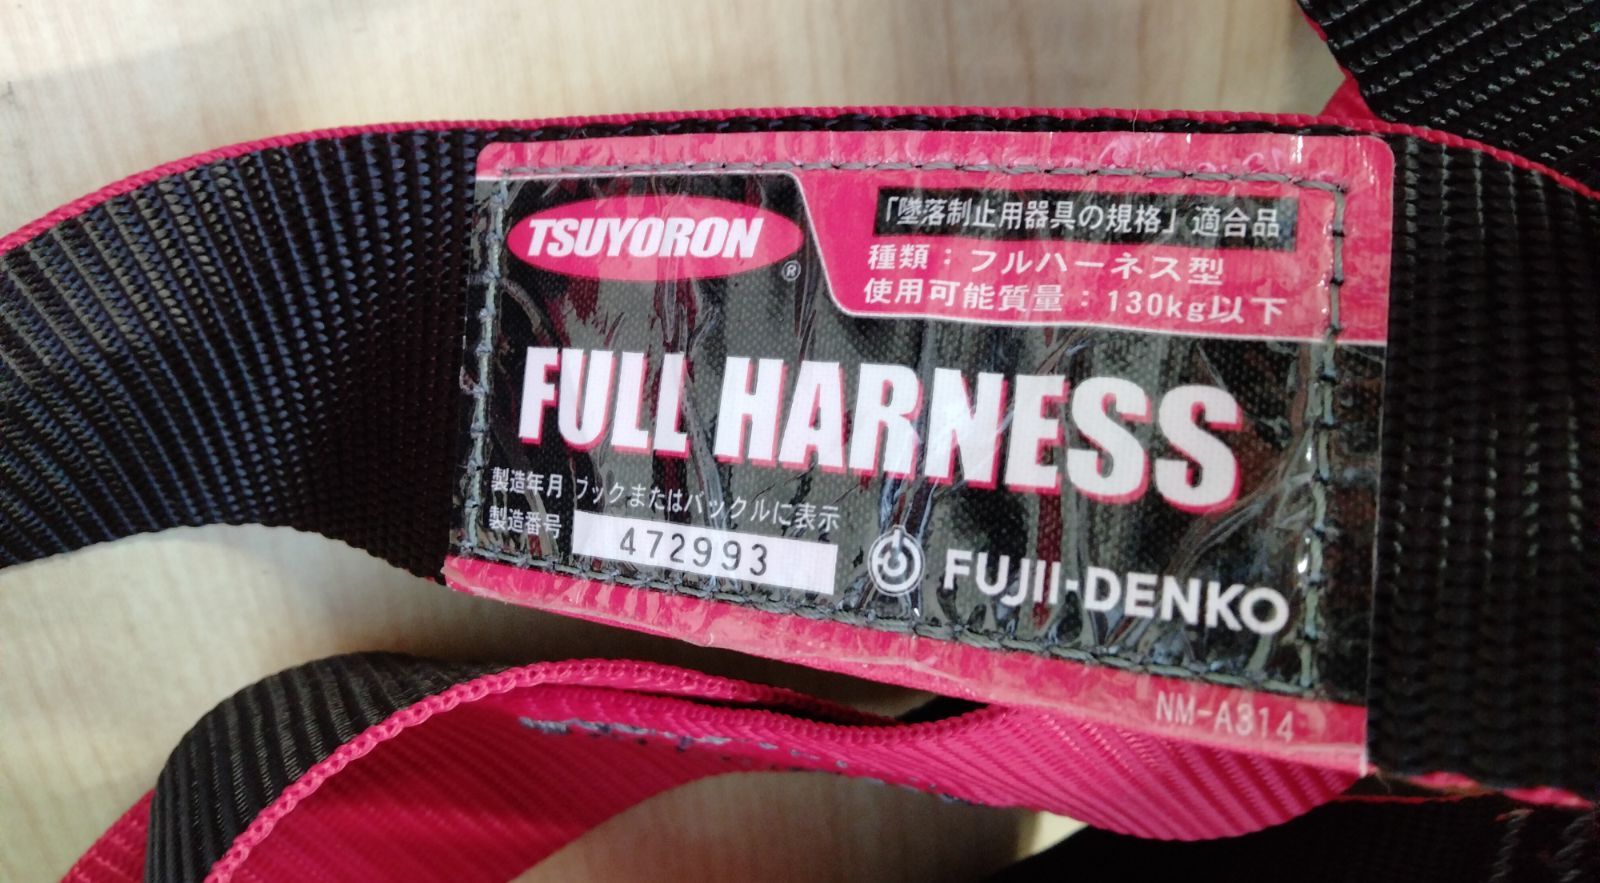 TSUYORON
®
「墜落制止用器具の規格」適合品
種類：フルハーネス型
使用可能質量：130kg以下
FULL HARNESS
製造年月 フックまたはバックルに表示
製造番号 472993
FUJII-DENKO
NM-A314